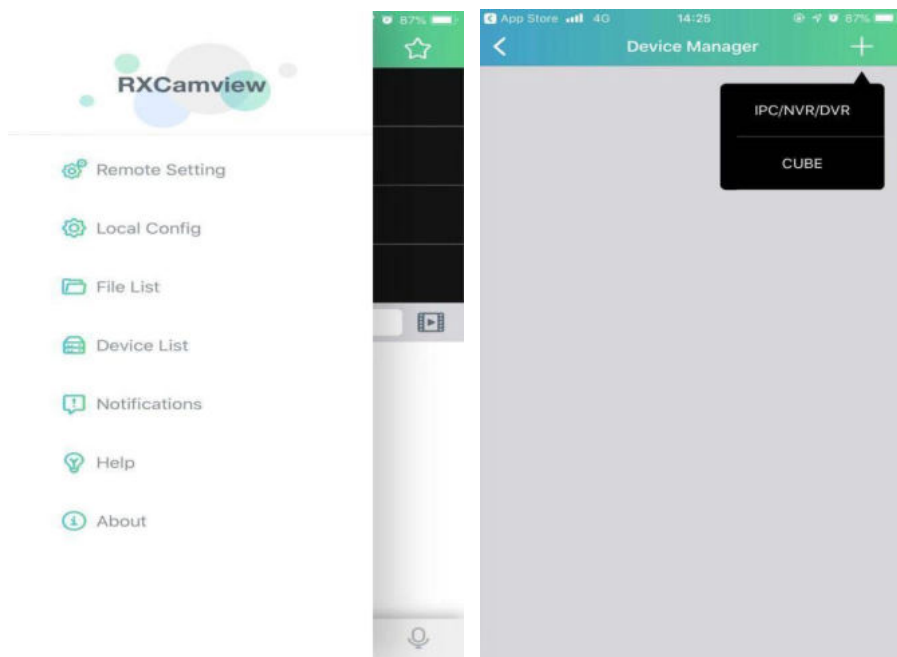 87%
RXCamview
Remote Setting
Local Config
File List
Device List
Notifications
Help
About
App Store 4G 14:25 87%
Device Manager
IPC/NVR/DVR
CUBE